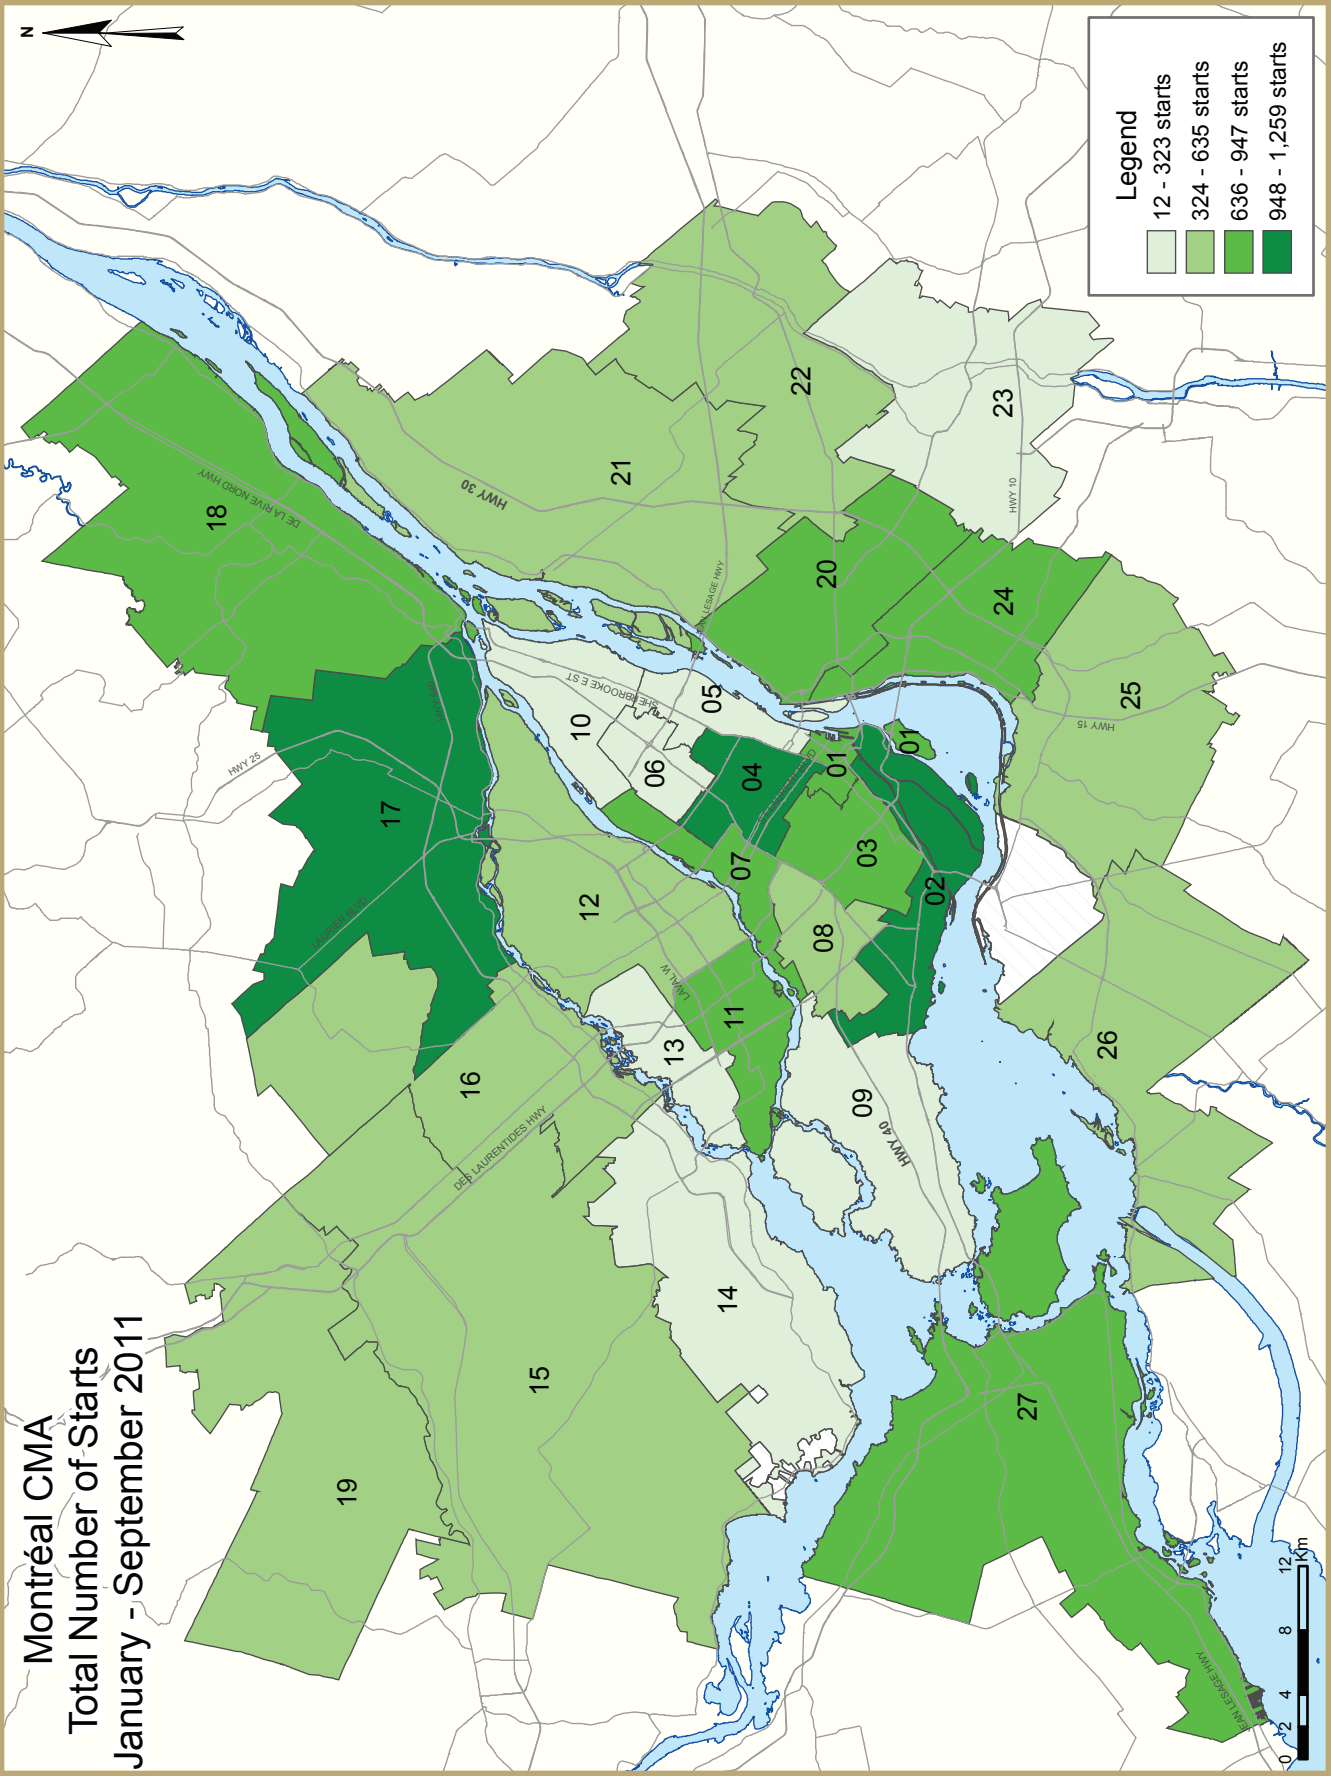 Montréal CMA
Total Number of Starts
January - September 2011
N
Legend
12 - 323 starts
324 - 635 starts
636 - 947 starts
948 - 1,259 starts
19
15
14
16
13
12
11
17
18
HWY 25
LAURIER BLVD
DES LAURENTIDES HWY
LAVAL W
DE LA RIVE NORD HWY
HWY 30
21
22
23
HWY 10
SHERBROOKE E ST
10
06
05
04
01
01
07
03
08
02
09
HWY 40
20
24
25
HWY 15
26
27
JEAN LESAGE HWY
0 2 4 8 12
Km